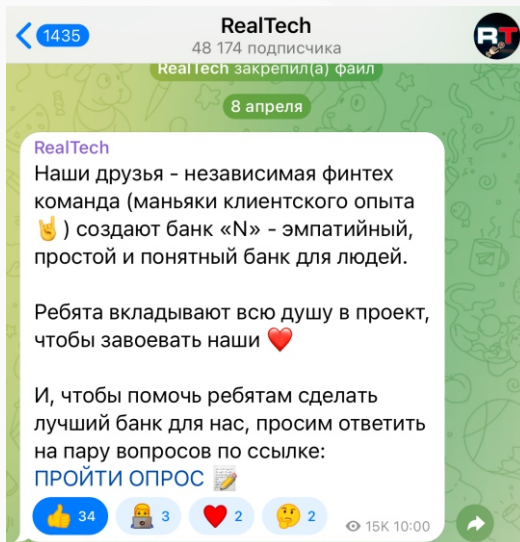 1435
RealTech
48 174 подписчика
RT
RealTech закрепил(а) файл
8 апреля
RealTech
Наши друзья - независимая финтех
команда (маньяки клиентского опыта
🤘) создают банк «N» - эмпатийный,
простой и понятный банк для людей.
Ребята вкладывают всю душу в проект,
чтобы завоевать наши ❤️
И, чтобы помочь ребятам сделать
лучший банк для нас, просим ответить
на пару вопросов по ссылке:
ПРОЙТИ ОПРОС 📝
👍 34 👨‍💻 3 ❤️ 2 🤔 2 15K 10:00